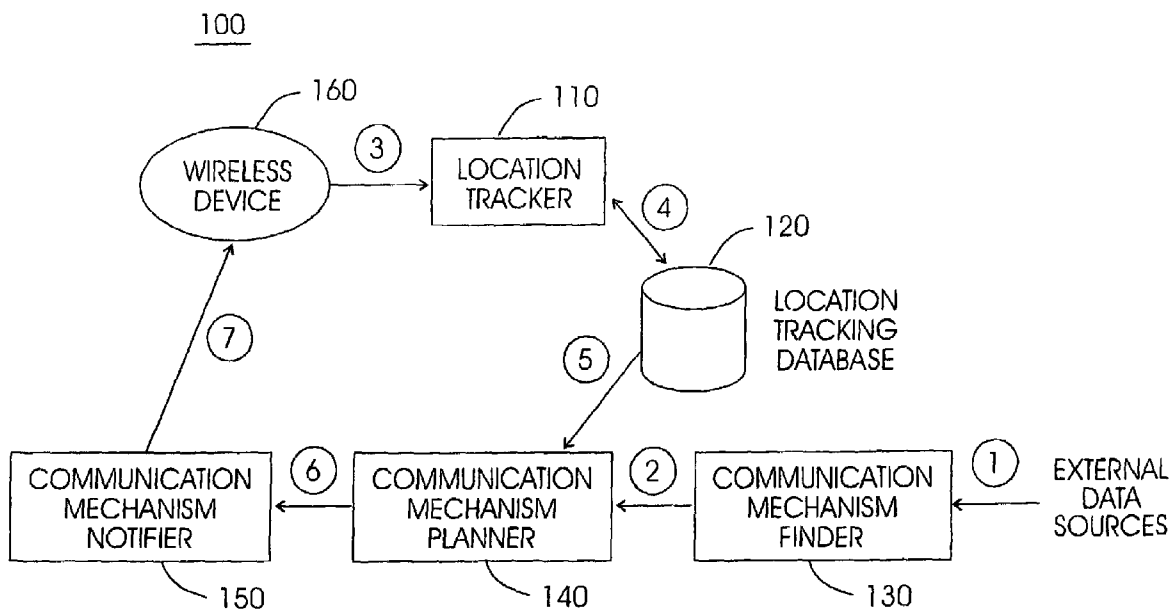 100
160
110
WIRELESS
DEVICE
3
LOCATION
TRACKER
4
120
LOCATION
TRACKING
DATABASE
7
5
COMMUNICATION
MECHANISM
NOTIFIER
6
COMMUNICATION
MECHANISM
PLANNER
2
COMMUNICATION
MECHANISM
FINDER
1
EXTERNAL
DATA
SOURCES
150
140
130